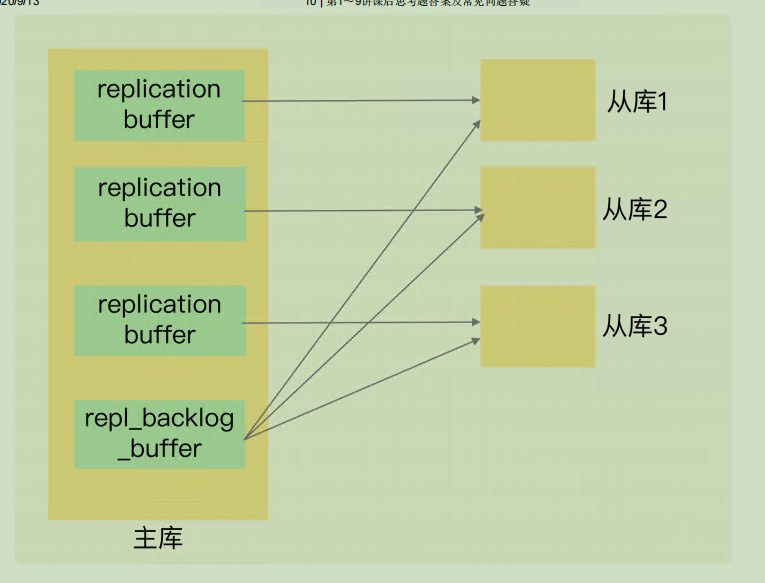 20/9/13
10 | 第1~9讲课后思考题答案及常见问题答疑
replication
buffer
从库1
replication
buffer
从库2
replication
buffer
从库3
repl_backlog
_buffer
主库